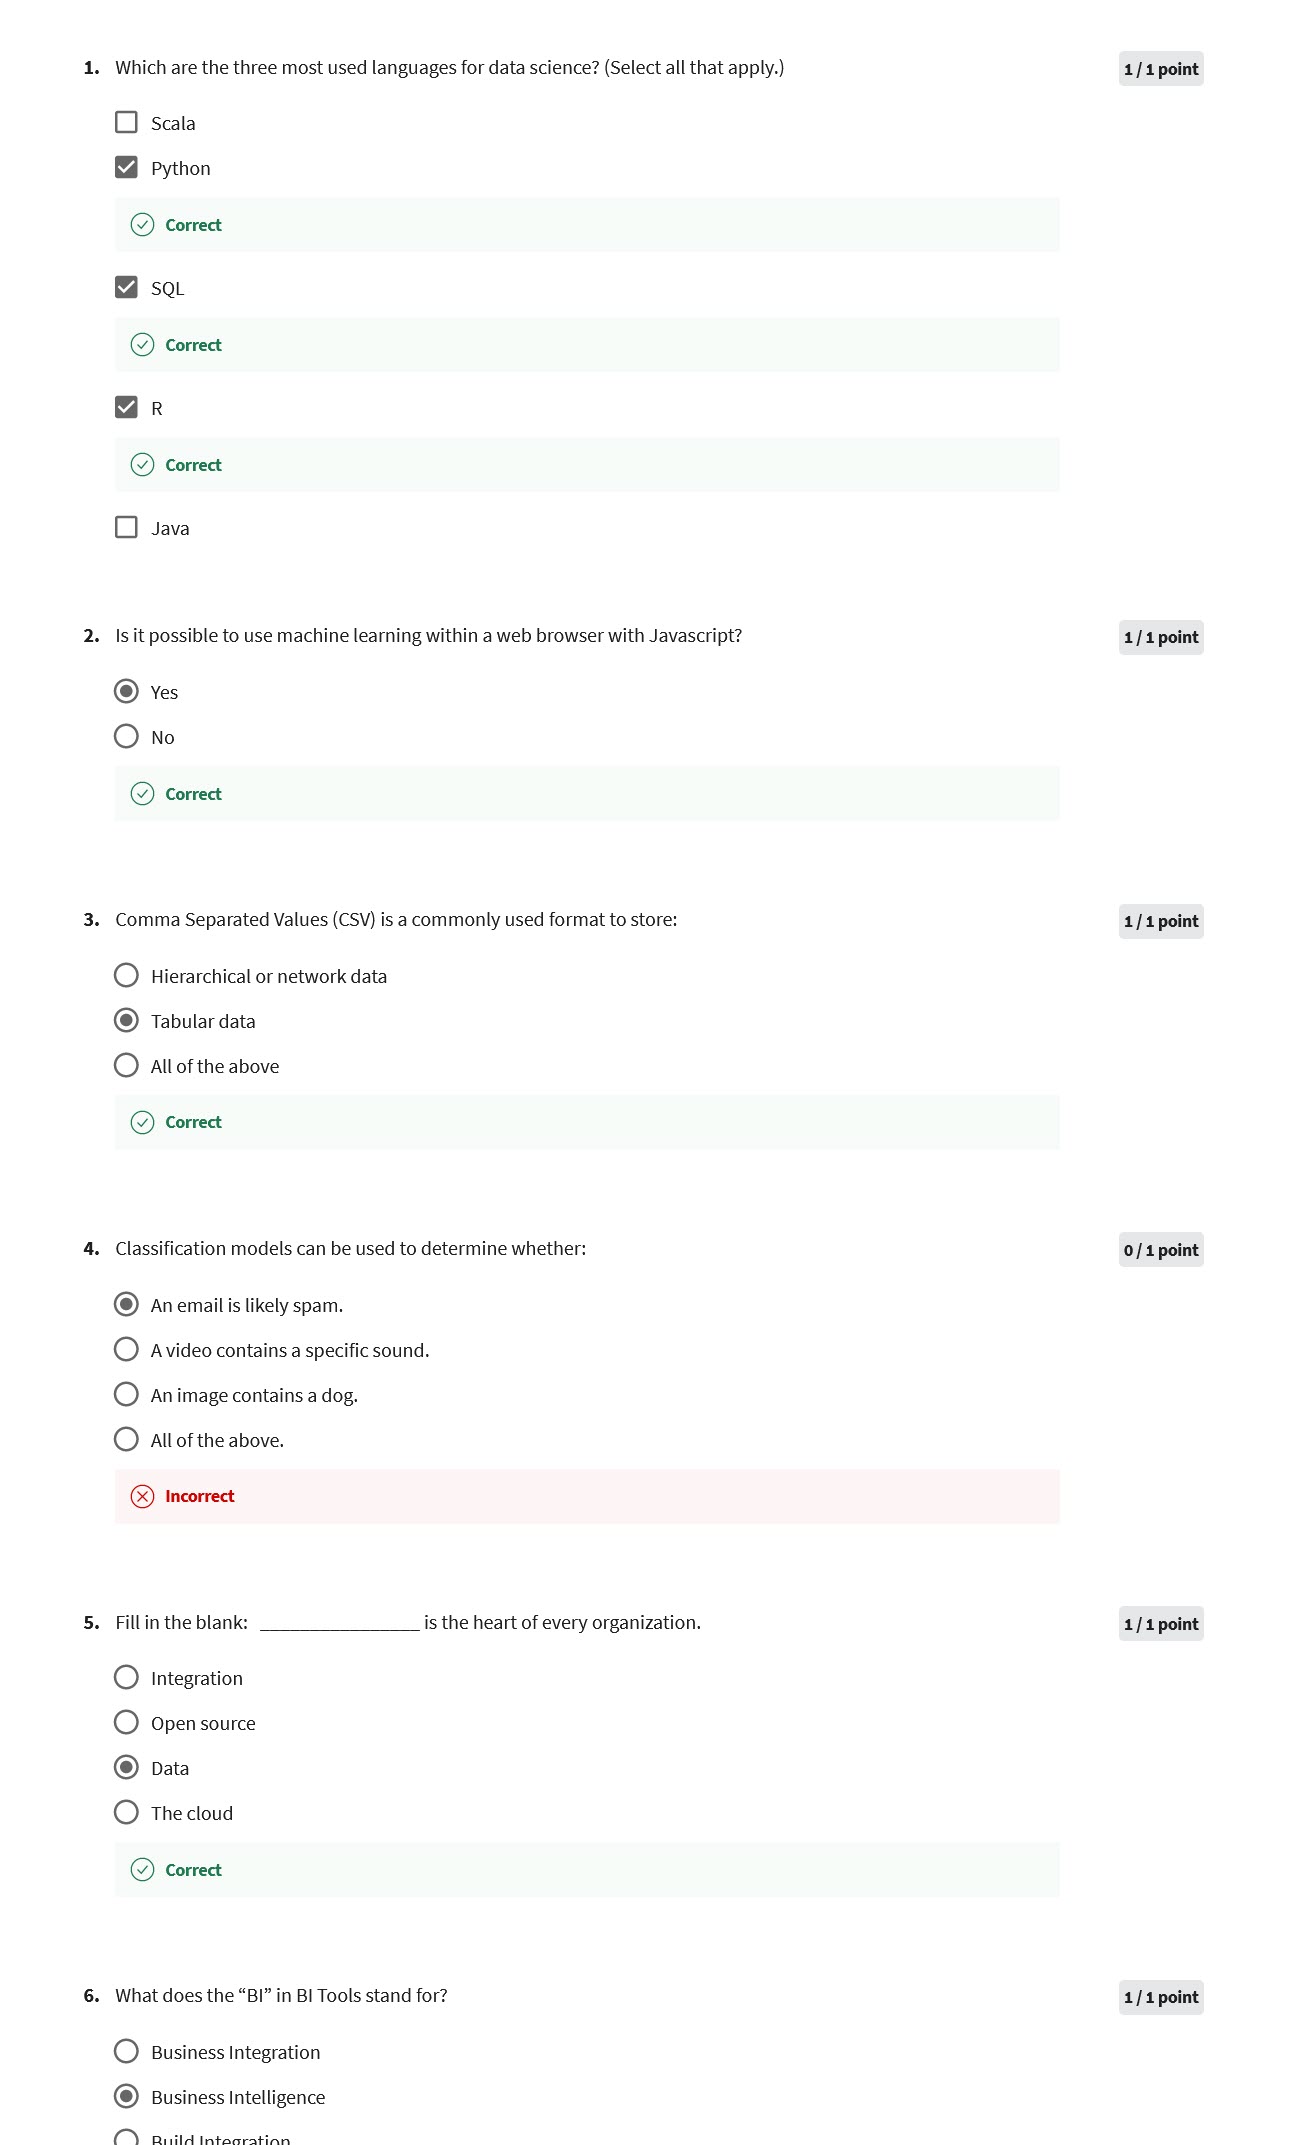 1. Which are the three most used languages for data science? (Select all that apply.) 1 / 1 point
Scala
Python
Correct
SQL
Correct
R
Correct
Java
2. Is it possible to use machine learning within a web browser with Javascript? 1 / 1 point
Yes
No
Correct
3. Comma Separated Values (CSV) is a commonly used format to store: 1 / 1 point
Hierarchical or network data
Tabular data
All of the above
Correct
4. Classification models can be used to determine whether: 0 / 1 point
An email is likely spam.
A video contains a specific sound.
An image contains a dog.
All of the above.
Incorrect
5. Fill in the blank: ________________ is the heart of every organization. 1 / 1 point
Integration
Open source
Data
The cloud
Correct
6. What does the “BI” in BI Tools stand for? 1 / 1 point
Business Integration
Business Intelligence
Build Integration